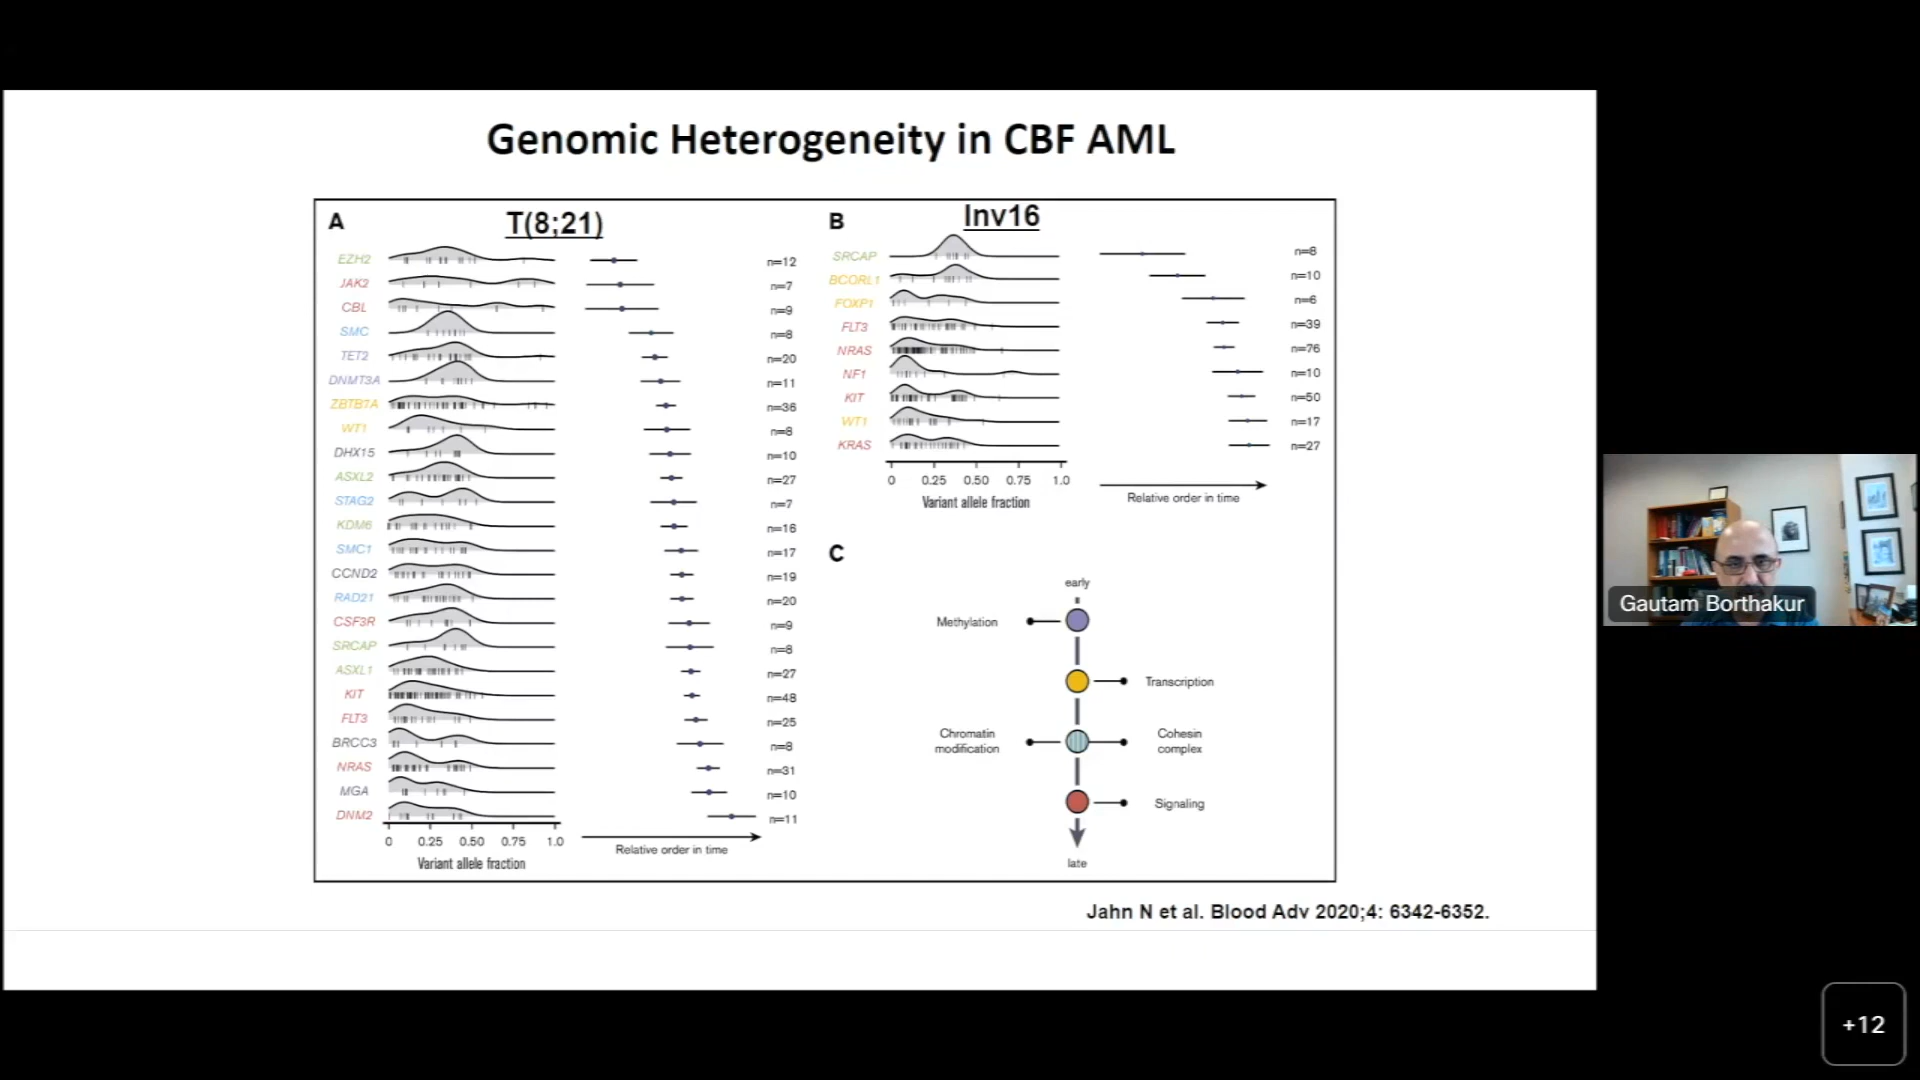 Genomic Heterogeneity in CBF AML
A
T(8;21)
EZH2
n=12
JAK2
n=7
CBL
n=9
SMC
n=8
TET2
n=20
DNMT3A
n=11
ZBTB7A
n=36
WT1
n=8
DHX15
n=10
ASXL2
n=27
STAG2
n=7
KDM6
n=16
SMC1
n=17
CCND2
n=19
RAD21
n=20
CSF3R
n=9
SRCAP
n=8
ASXL1
n=27
KIT
n=48
FLT3
n=25
BRCC3
n=8
NRAS
n=31
MGA
n=10
DNM2
n=11
0 0.25 0.50 0.75 1.0
Variant allele fraction
Relative order in time
B
Inv16
SRCAP
n=8
BCORL1
n=10
FOXP1
n=6
FLT3
n=39
NRAS
n=76
NF1
n=10
KIT
n=50
WT1
n=17
KRAS
n=27
0 0.25 0.50 0.75 1.0
Variant allele fraction
Relative order in time
C
early
Methylation
Transcription
Chromatin
modification
Cohesin
complex
Signaling
late
Jahn N et al. Blood Adv 2020;4: 6342-6352.
Gautam Borthakur
+12